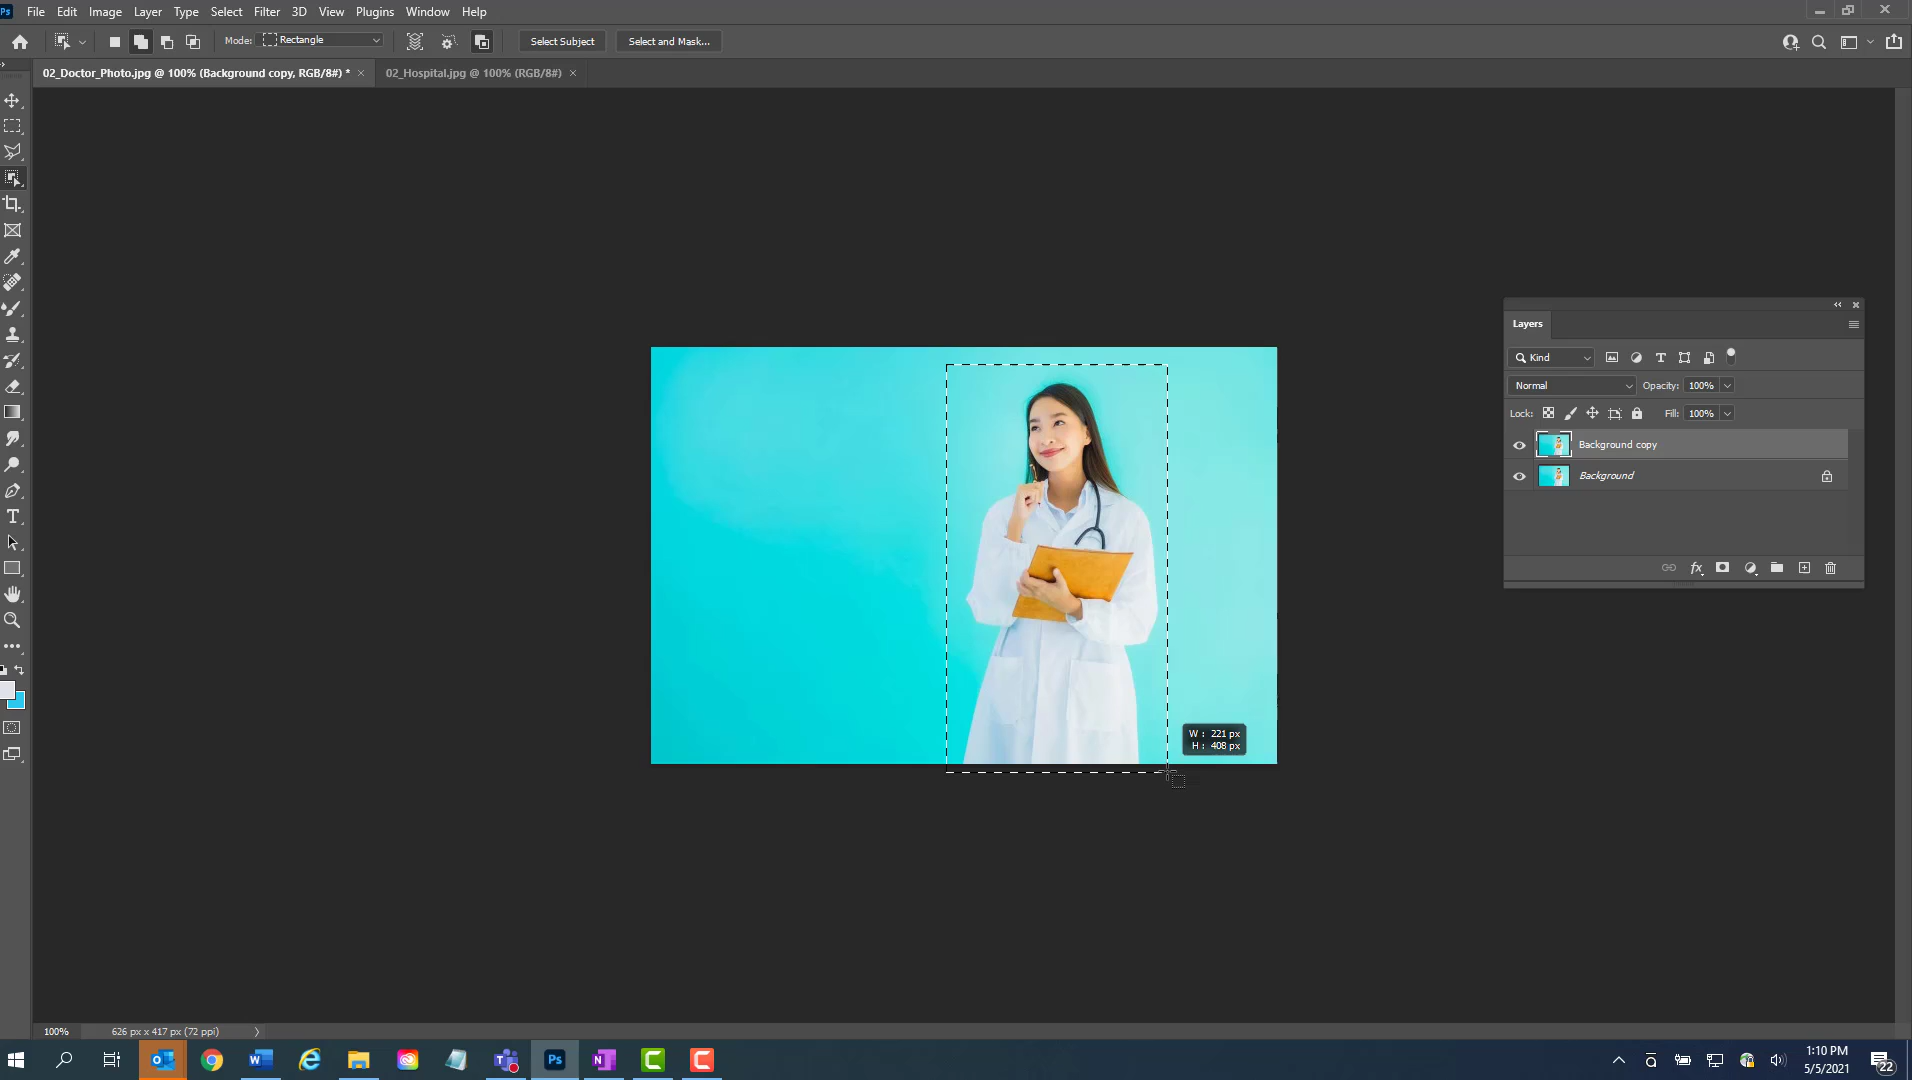 Ps File Edit Image Layer Type Select Filter 3D View Plugins Window Help
Mode: Rectangle Select Subject Select and Mask...
02_Doctor_Photo.jpg @ 100% (Background copy, RGB/8#) * × 02_Hospital.jpg @ 100% (RGB/8#) ×
Layers
Kind
Normal Opacity: 100%
Lock: Fill: 100%
Background copy
Background
W : 221 px
H : 408 px
100% 626 px x 417 px (72 ppi)
1:10 PM
5/5/2021
22